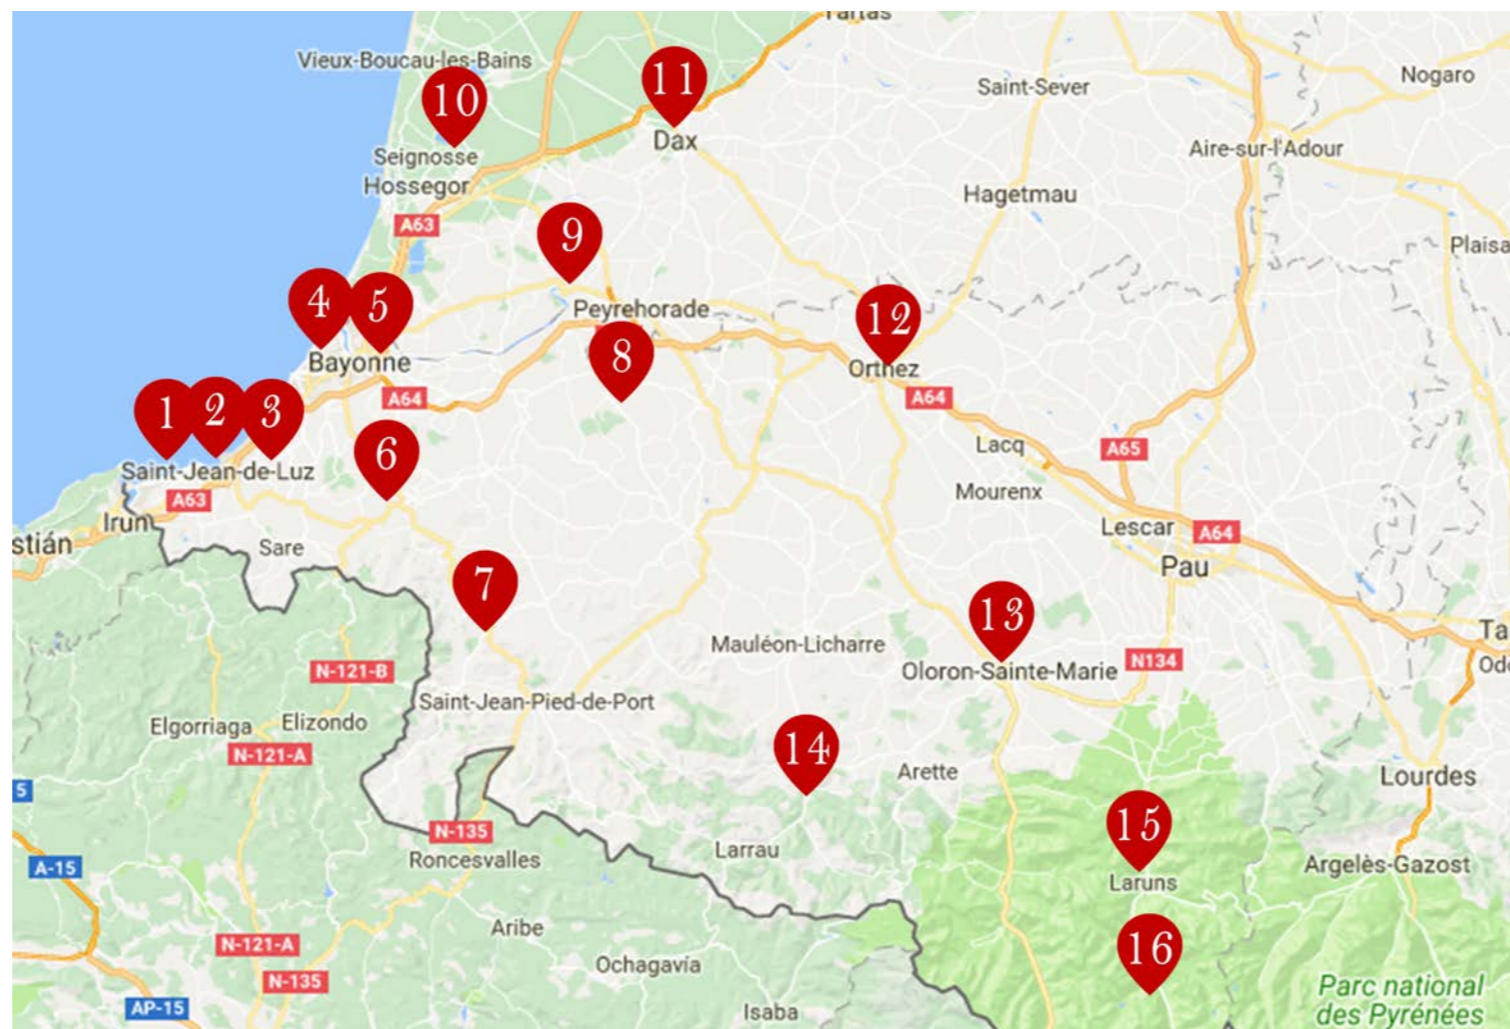 Vieux-Boucau-les-Bains
Tartas
10
11
Saint-Sever
Nogaro
Dax
Seignosse
Hossegor
Aire-sur-l'Adour
Hagetmau
A63
9
Plaisa
4
5
Peyrehorade
12
Bayonne
8
Orthez
A64
A64
1
2
3
6
Saint-Jean-de-Luz
A63
Lacq
A65
Mourenx
Irun
stián
Sare
Lescar
A64
Pau
7
13
Ta
Mauléon-Licharre
Oloron-Sainte-Marie
N134
N-121-B
Saint-Jean-Pied-de-Port
Elgorriaga
Elizondo
N-121-A
14
Arette
Lourdes
5
N-135
15
Roncesvalles
Larrau
A-15
Laruns
Argelès-Gazost
Aribe
N-121-A
16
Ochagavía
N-135
AP-15
Isaba
Parc national
des Pyrénées